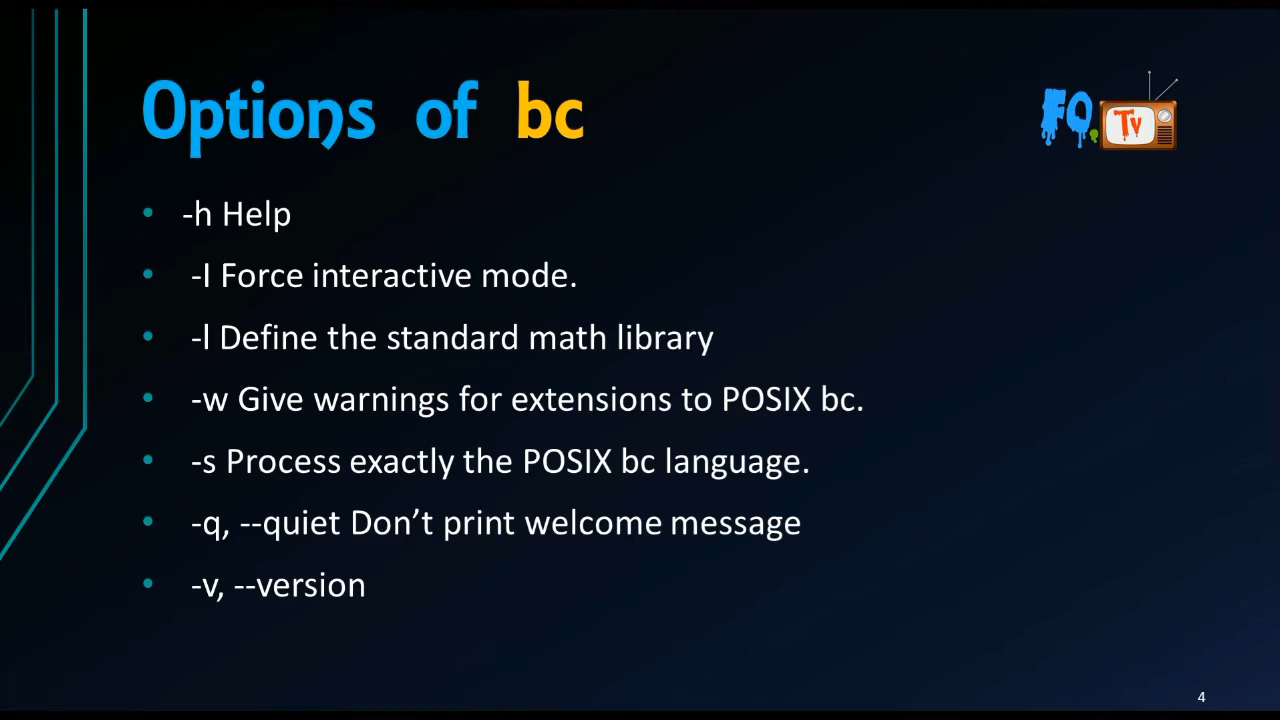 Options of bc
FQ. Tv
• -h Help
• -I Force interactive mode.
• -l Define the standard math library
• -w Give warnings for extensions to POSIX bc.
• -s Process exactly the POSIX bc language.
• -q, --quiet Don’t print welcome message
• -v, --version
4